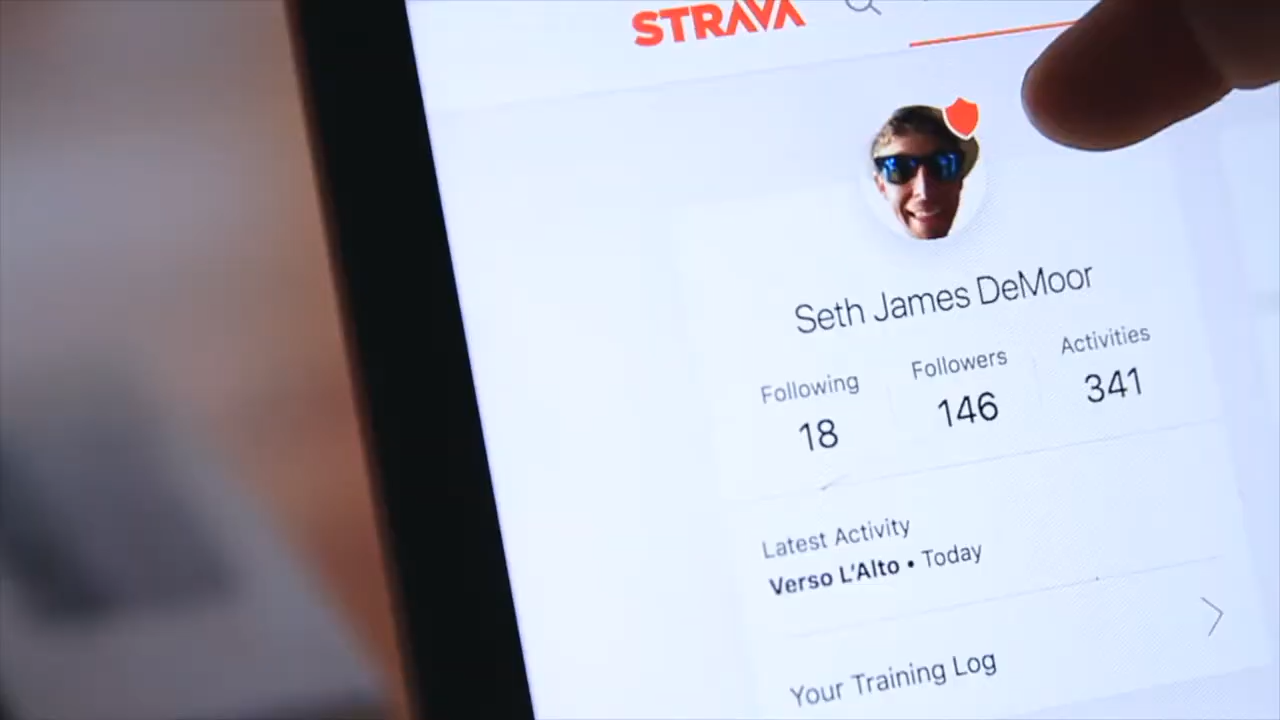 STRAVA
Seth James DeMoor
Following Followers Activities
18 146 341
Latest Activity
Verso L'Alto • Today
Your Training Log